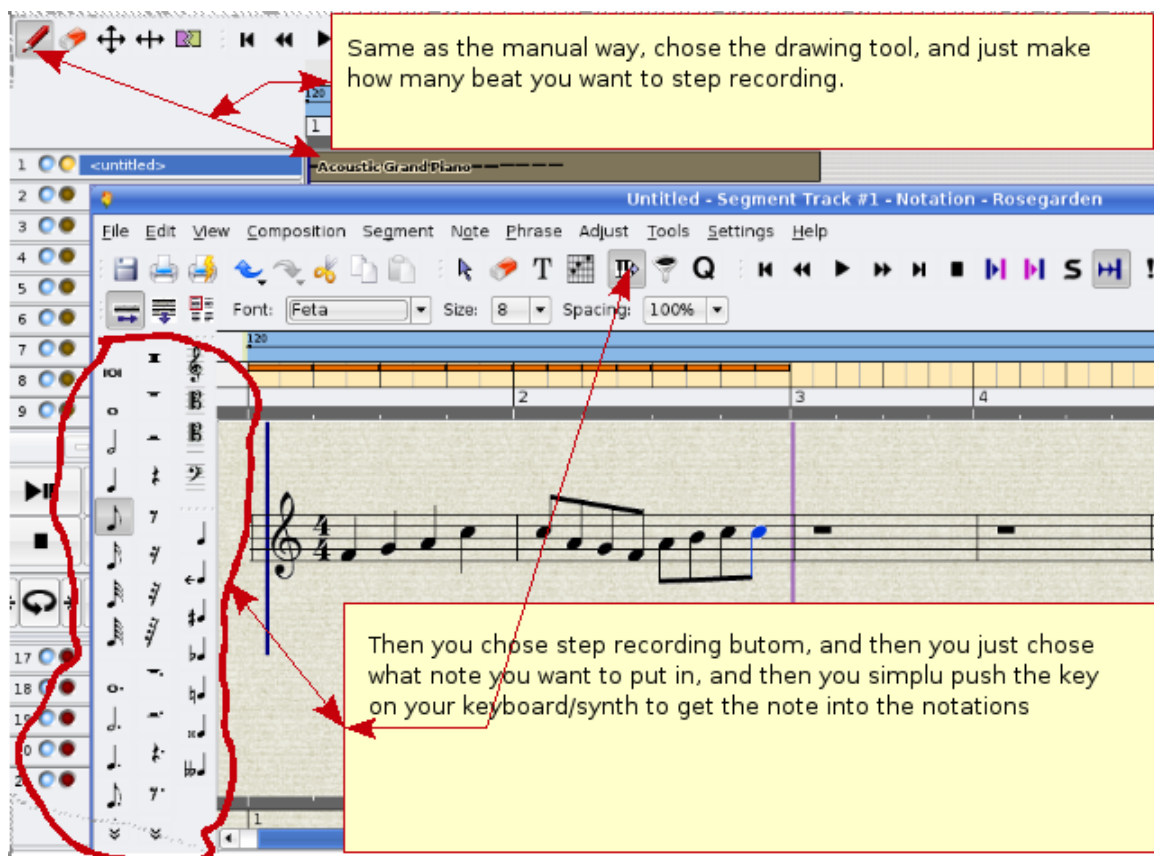 Same as the manual way, chose the drawing tool, and just make
how many beat you want to step recording.
120
1
1 <untitled>
Acoustic Grand Piano
2
Untitled - Segment Track #1 - Notation - Rosegarden
3
File Edit View Composition Segment Note Phrase Adjust Tools Settings Help
4
T Q S !
5
6
Font: Feta Size: 8 Spacing: 100%
7
120
8
9
2 3 4
4
4
Then you chose step recording butom, and then you just chose
what note you want to put in, and then you simplu push the key
on your keyboard/synth to get the note into the notations
17
18
19
1